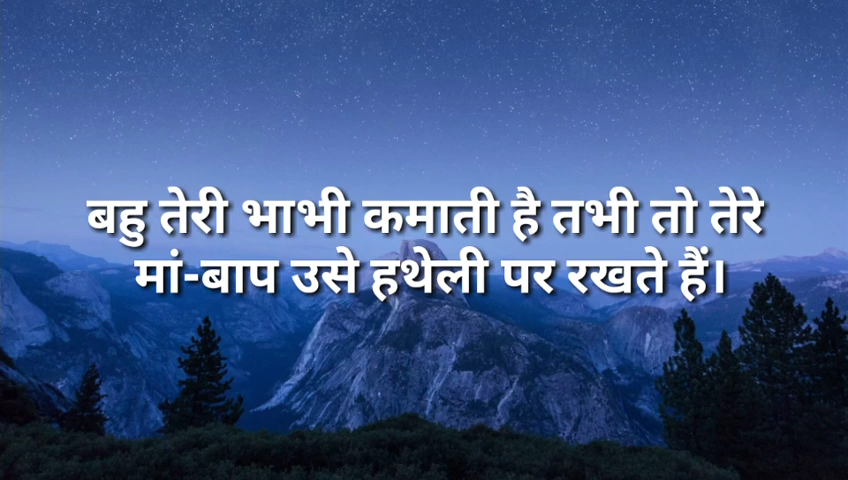 बहु तेरी भाभी कमाती है तभी तो तेरे
मां-बाप उसे हथेली पर रखते हैं।